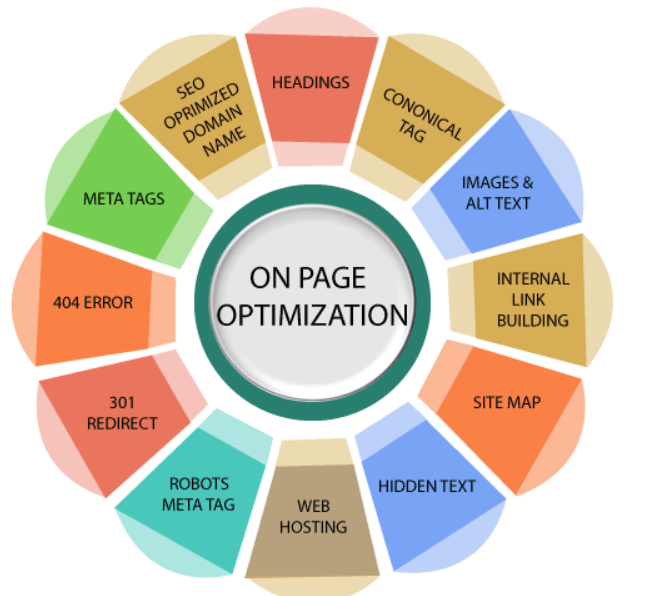 HEADINGS
CONONICAL
TAG
IMAGES &
ALT TEXT
INTERNAL
LINK
BUILDING
SITE MAP
HIDDEN TEXT
WEB
HOSTING
ROBOTS
META TAG
301
REDIRECT
404 ERROR
META TAGS
SEO
OPRIMIZED
DOMAIN
NAME
ON PAGE
OPTIMIZATION